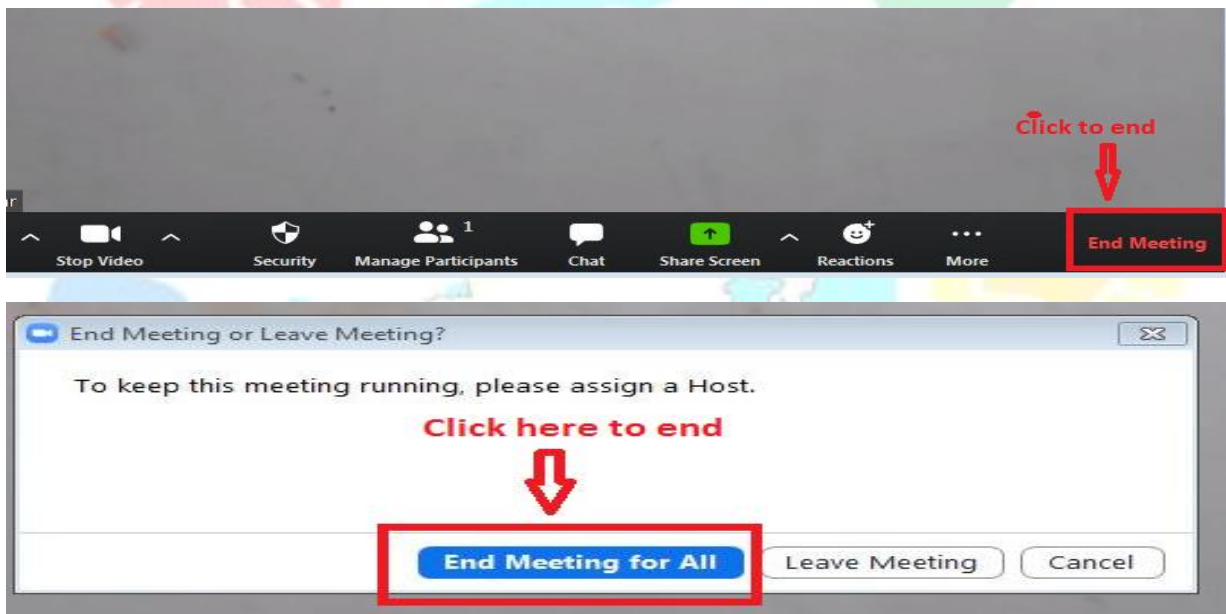 Click to end
r
1
Stop Video Security Manage Participants Chat Share Screen Reactions More End Meeting
End Meeting or Leave Meeting?
To keep this meeting running, please assign a Host.
Click here to end
End Meeting for All Leave Meeting Cancel